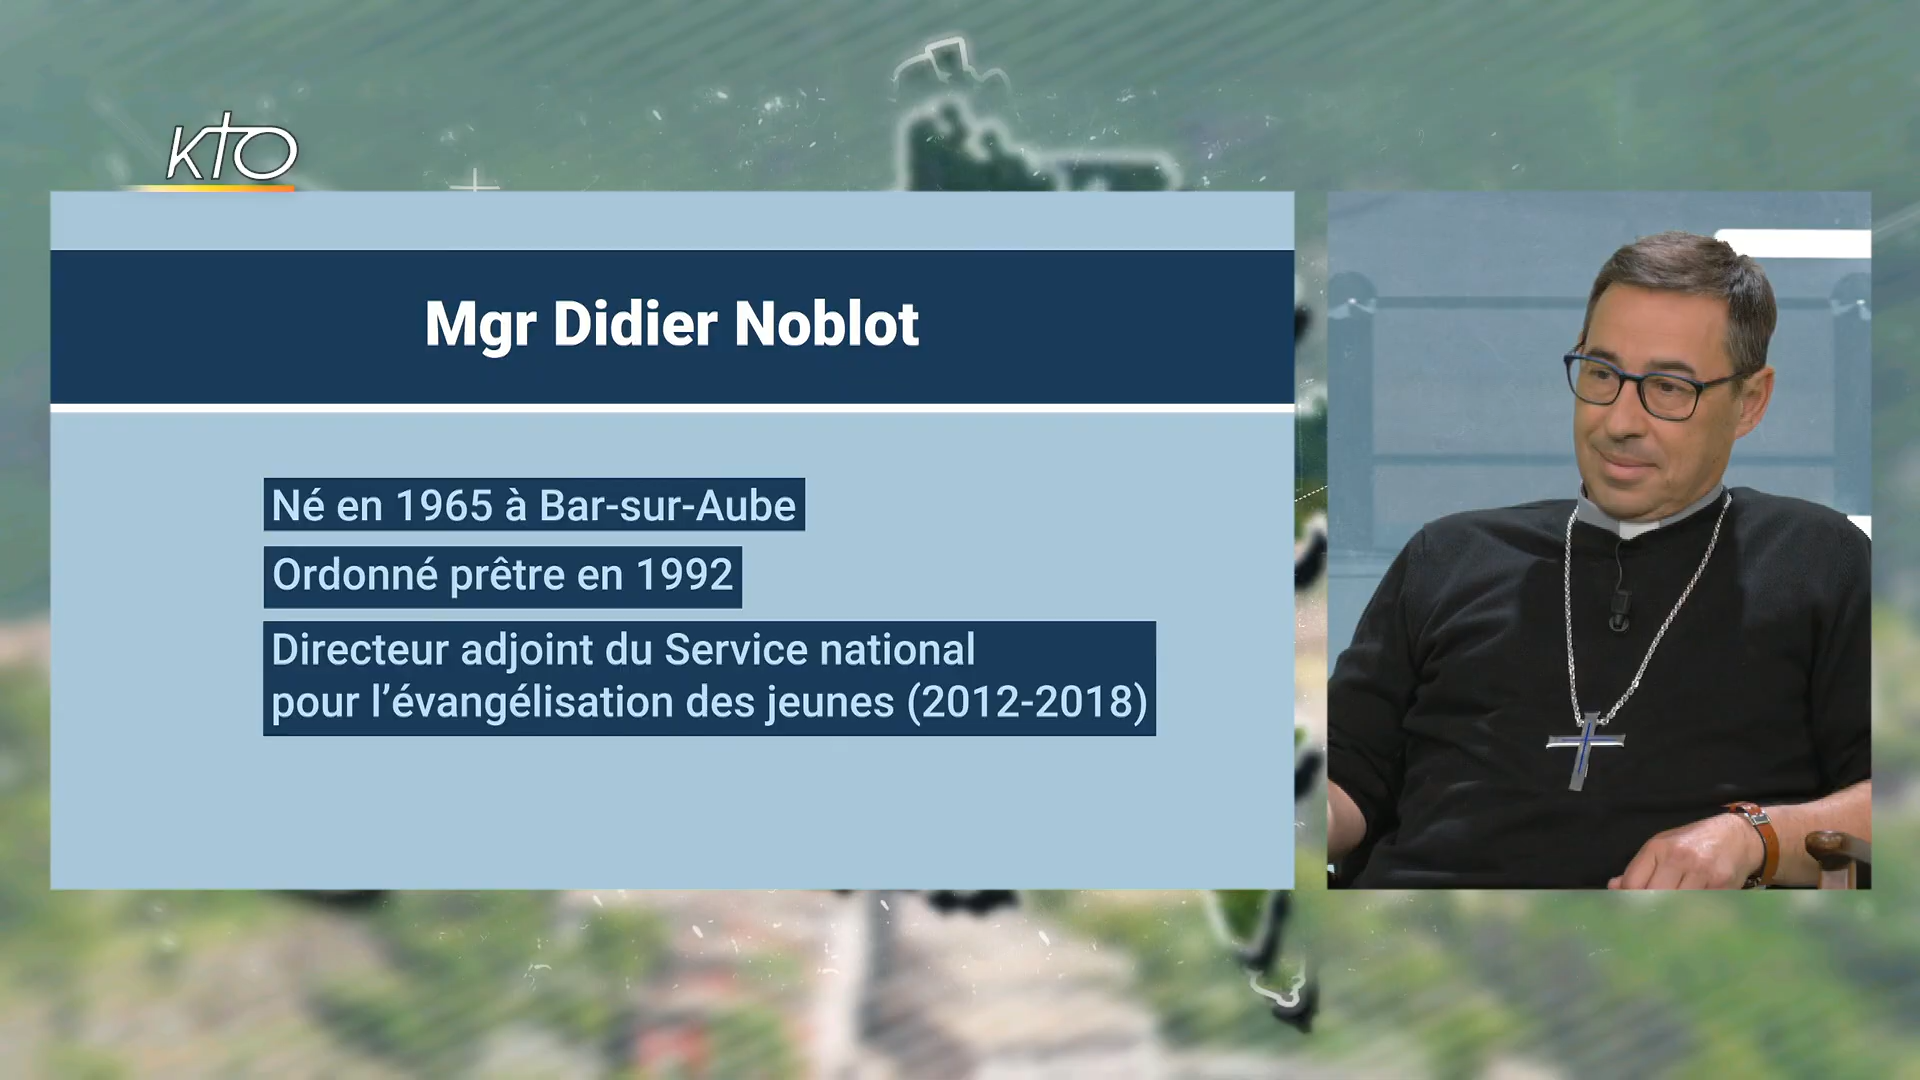 KTO
Mgr Didier Noblot
Né en 1965 à Bar-sur-Aube
Ordonné prêtre en 1992
Directeur adjoint du Service national
pour l’évangélisation des jeunes (2012-2018)